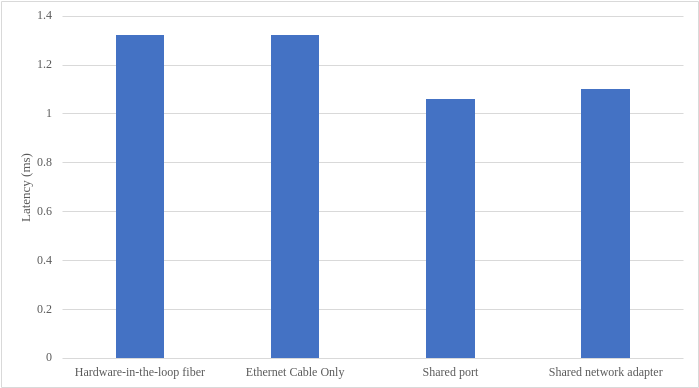 1.4
1.2
1
0.8
0.6
0.4
0.2
0
Latency (ms)
Hardware-in-the-loop fiber
Ethernet Cable Only
Shared port
Shared network adapter